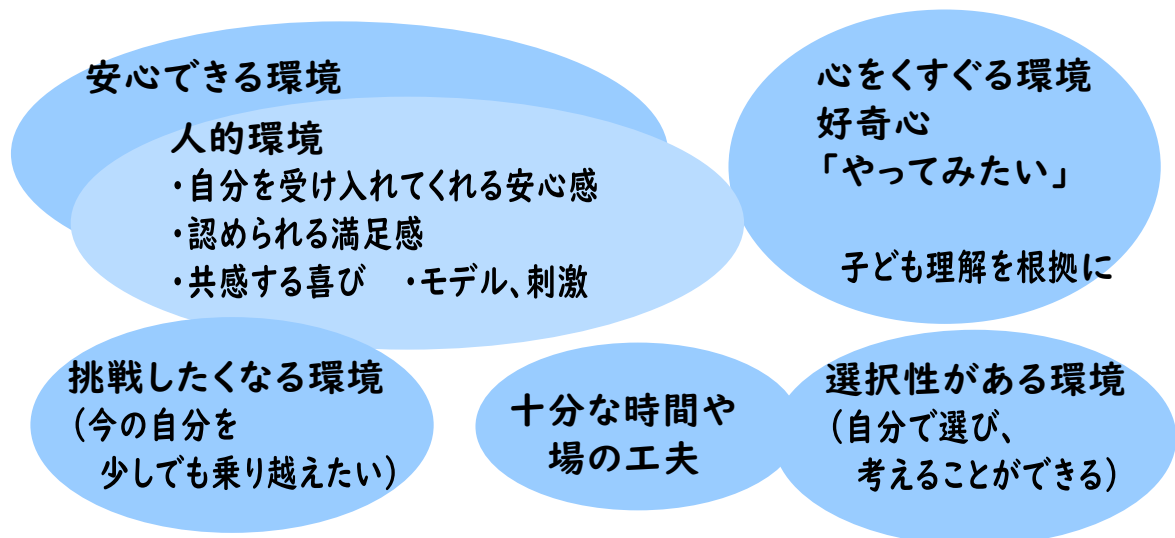 安心できる環境
人的環境
・自分を受け入れてくれる安心感
・認められる満足感
・共感する喜び　・モデル、刺激
心をくすぐる環境
好奇心
「やってみたい」
子ども理解を根拠に
挑戦したくなる環境
（今の自分を
少しでも乗り越えたい）
十分な時間や
場の工夫
選択性がある環境
（自分で選び、
考えることができる）